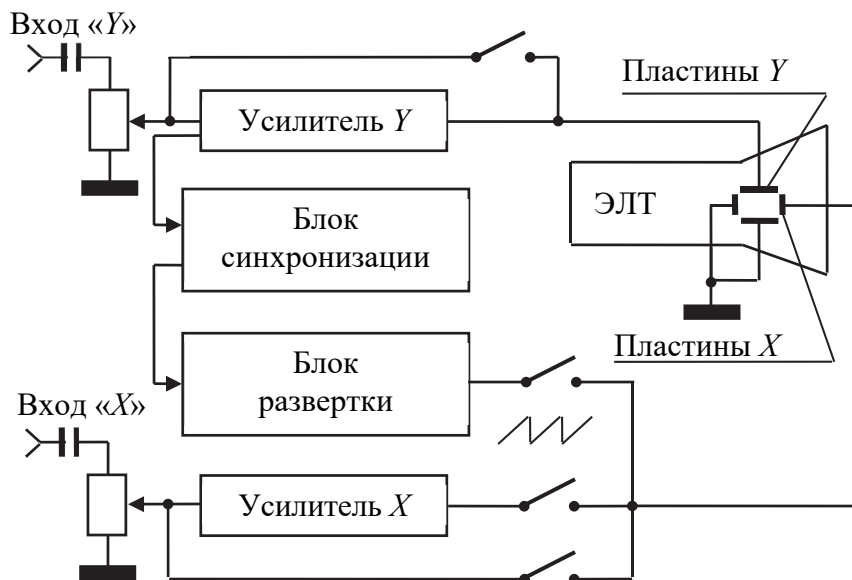 Вход «Y»
Пластины Y
Усилитель Y
ЭЛТ
Блок
синхронизации
Блок
развертки
Пластины X
Вход «X»
Усилитель X